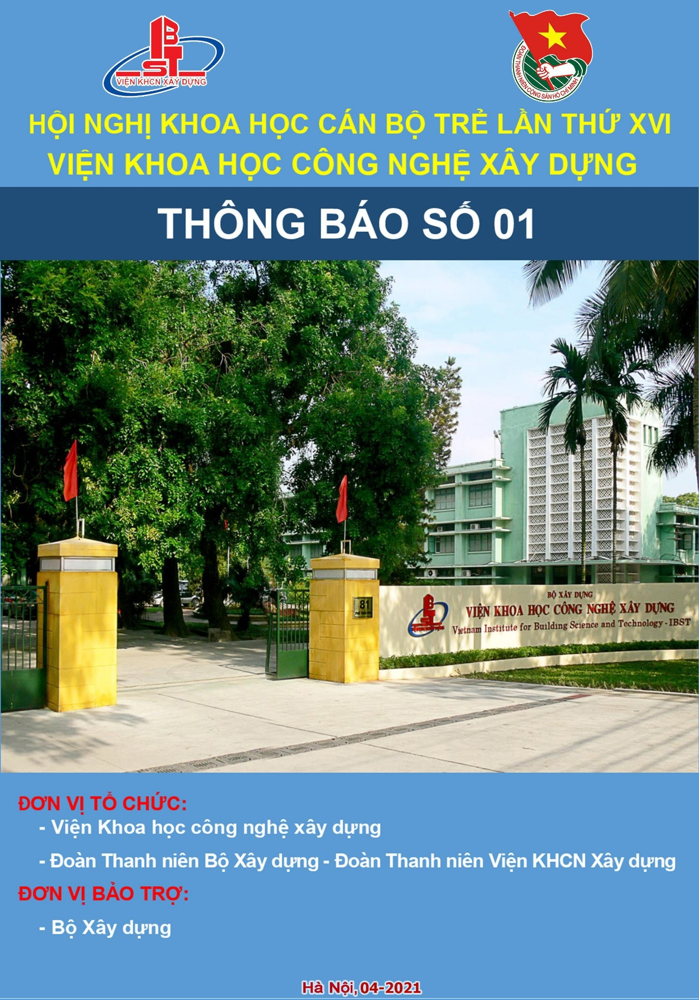 IBST
VIỆN KHCN XÂY DỰNG
ĐOÀN THANH NIÊN CỘNG SẢN HỒ CHÍ MINH
HỘI NGHỊ KHOA HỌC CÁN BỘ TRẺ LẦN THỨ XVI
VIỆN KHOA HỌC CÔNG NGHỆ XÂY DỰNG
THÔNG BÁO SỐ 01
81
BỘ XÂY DỰNG
VIỆN KHOA HỌC CÔNG NGHỆ XÂY DỰNG
Vietnam Institute for Building Science and Technology - IBST
ĐƠN VỊ TỔ CHỨC:
- Viện Khoa học công nghệ xây dựng
- Đoàn Thanh niên Bộ Xây dựng - Đoàn Thanh niên Viện KHCN Xây dựng
ĐƠN VỊ BẢO TRỢ:
- Bộ Xây dựng
Hà Nội, 04-2021